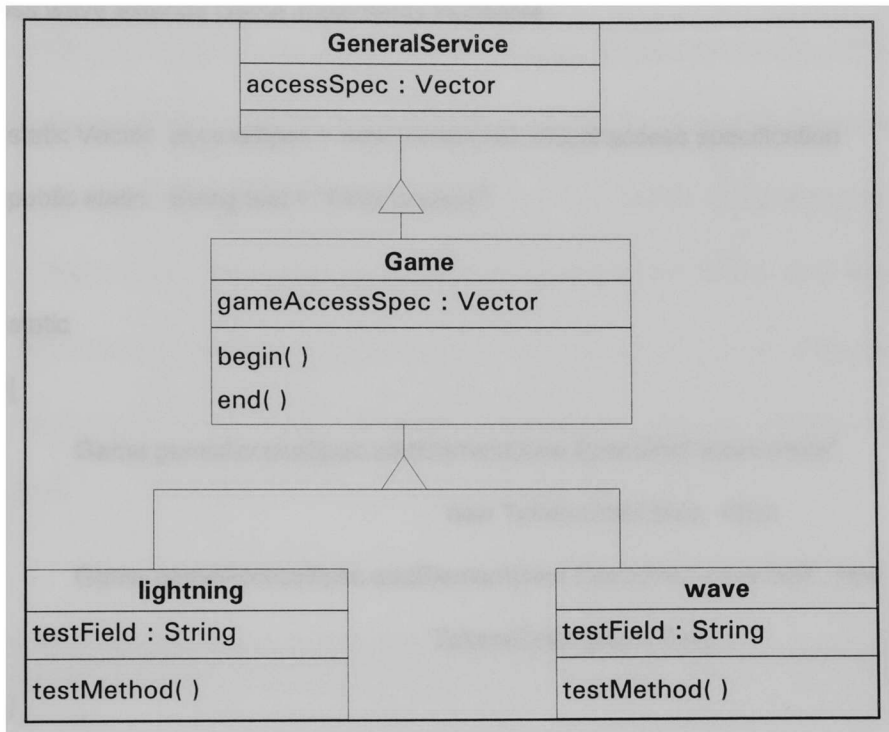 GeneralService
accessSpec : Vector
Game
gameAccessSpec : Vector
begin( )
end( )
lightning
testField : String
testMethod( )
wave
testField : String
testMethod( )